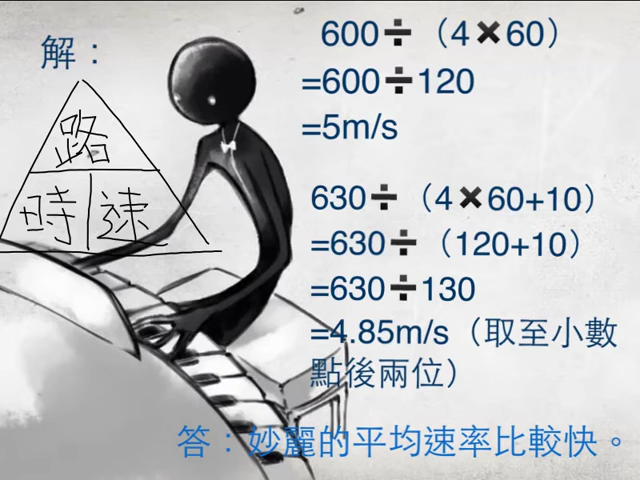 解：
路
時 速
600➗（4✖60）
=600➗120
=5m/s
630➗（4✖60+10）
=630➗（120+10）
=630➗130
=4.85m/s（取至小數
點後兩位）
答：妙麗的平均速率比較快。